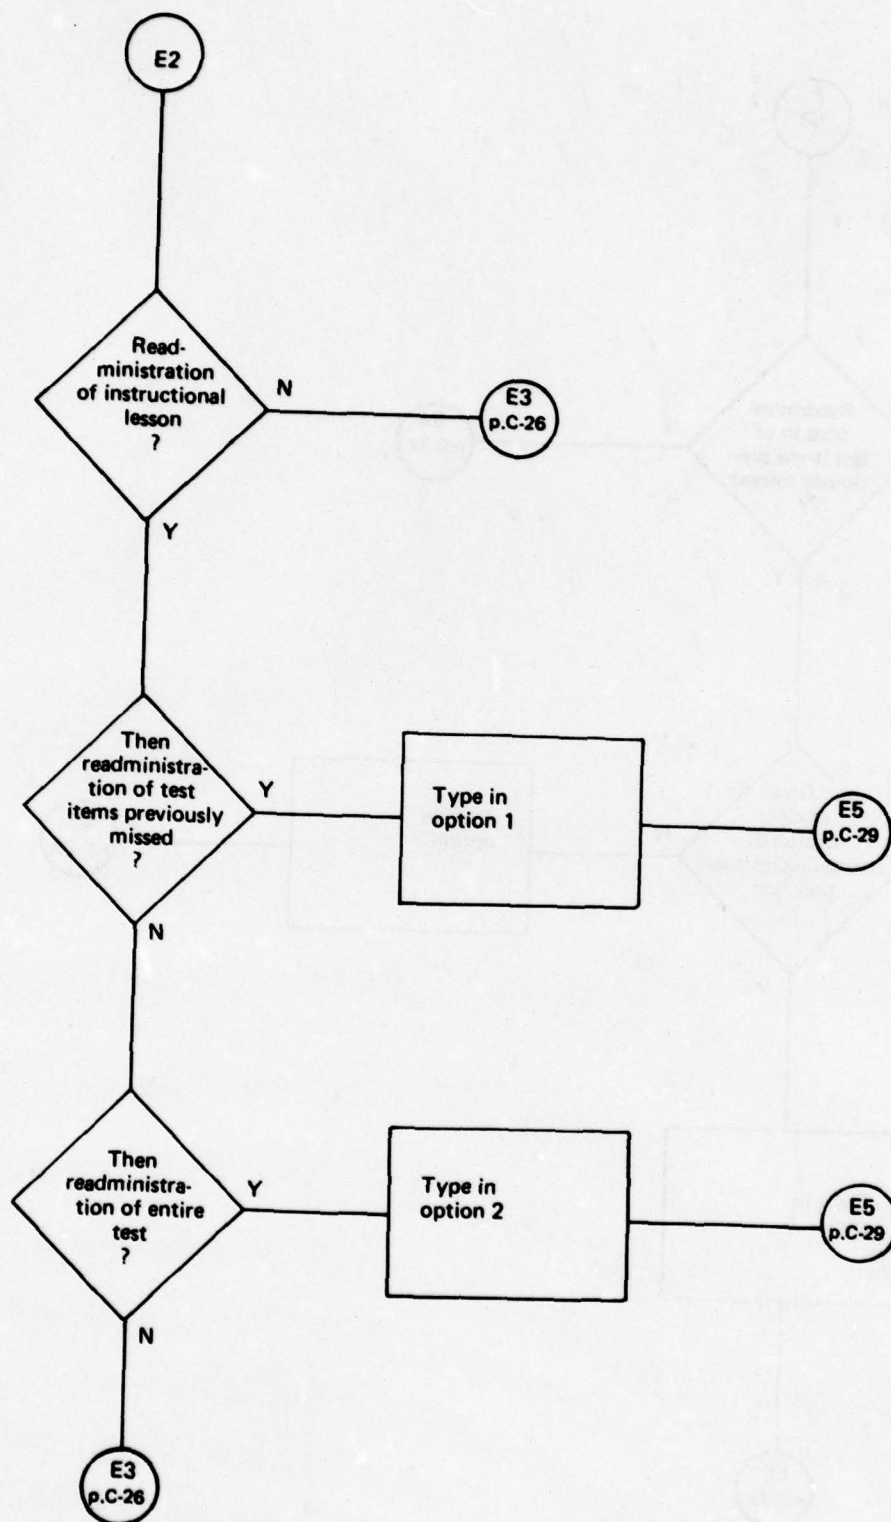 E2
Read-
ministration
of instructional
lesson
?
N
E3
p.C-26
Y
Then
readministra-
tion of test
items previously
missed
?
Y
Type in
option 1
E5
p.C-29
N
Then
readministra-
tion of entire
test
?
Y
Type in
option 2
E5
p.C-29
N
E3
p.C-26